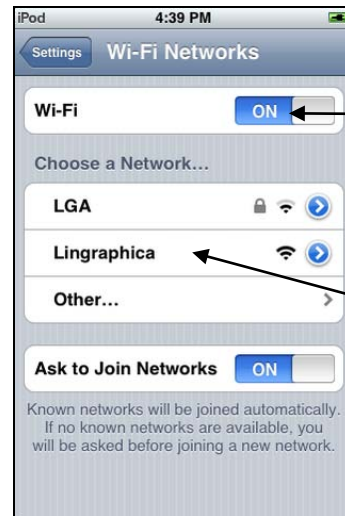 iPod 4:39 PM
Settings Wi-Fi Networks
Wi-Fi ON
Choose a Network...
LGA
Lingraphica
Other...
Ask to Join Networks ON
Known networks will be joined automatically.
If no known networks are available, you
will be asked before joining a new network.